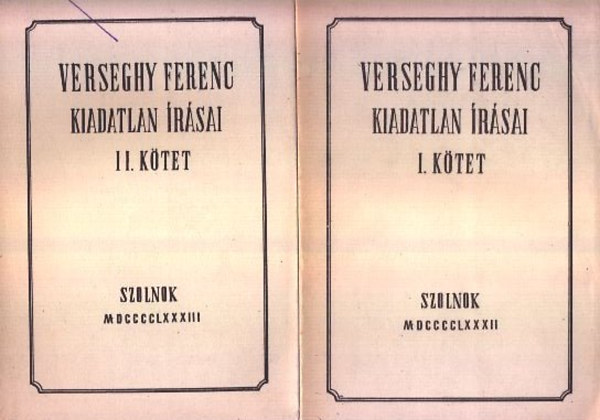 VERSEGHY FERENC
KIADATLAN ÍRÁSAI
II. KÖTET
SZOLNOK
MDCCCCLXXXIII
VERSEGHY FERENC
KIADATLAN ÍRÁSAI
I. KÖTET
SZOLNOK
MDCCCCLXXXII